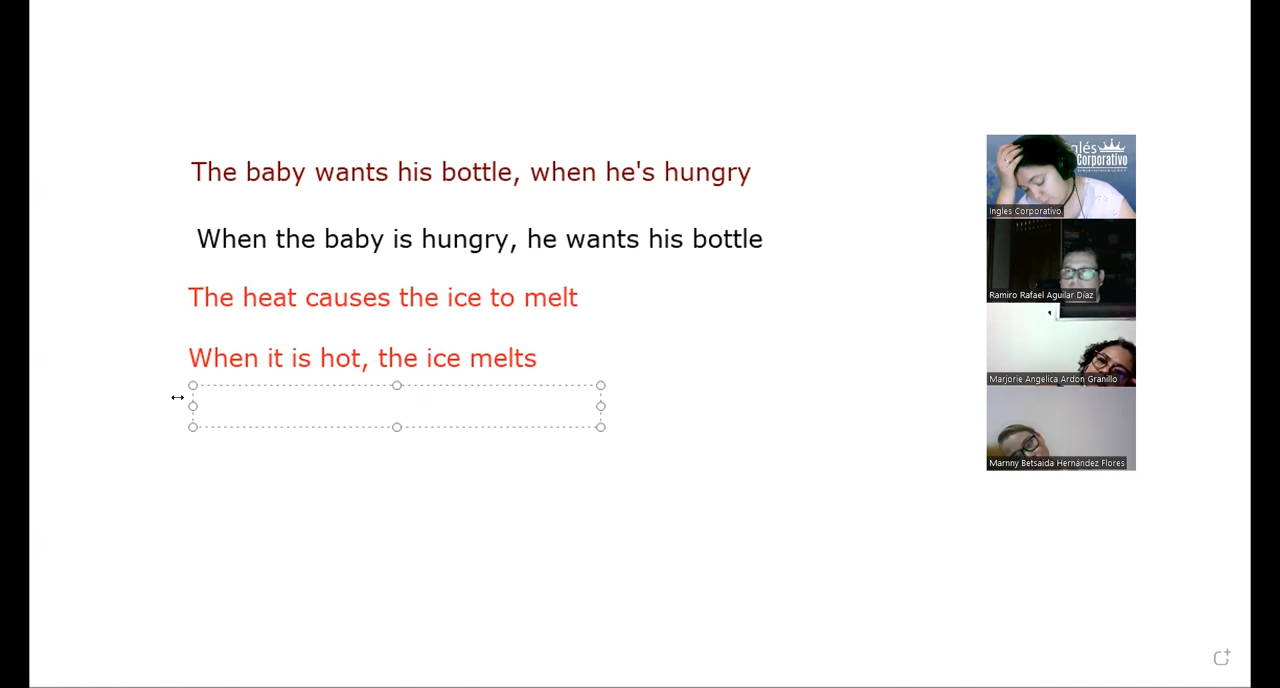 The baby wants his bottle, when he's hungry
When the baby is hungry, he wants his bottle
The heat causes the ice to melt
When it is hot, the ice melts
glés
Corporativo
Ingles Corporativo
Ramiro Rafael Aguilar Díaz
Marjorie Angelica Ardon Granillo
Marnny Betsaida Hernández Flores